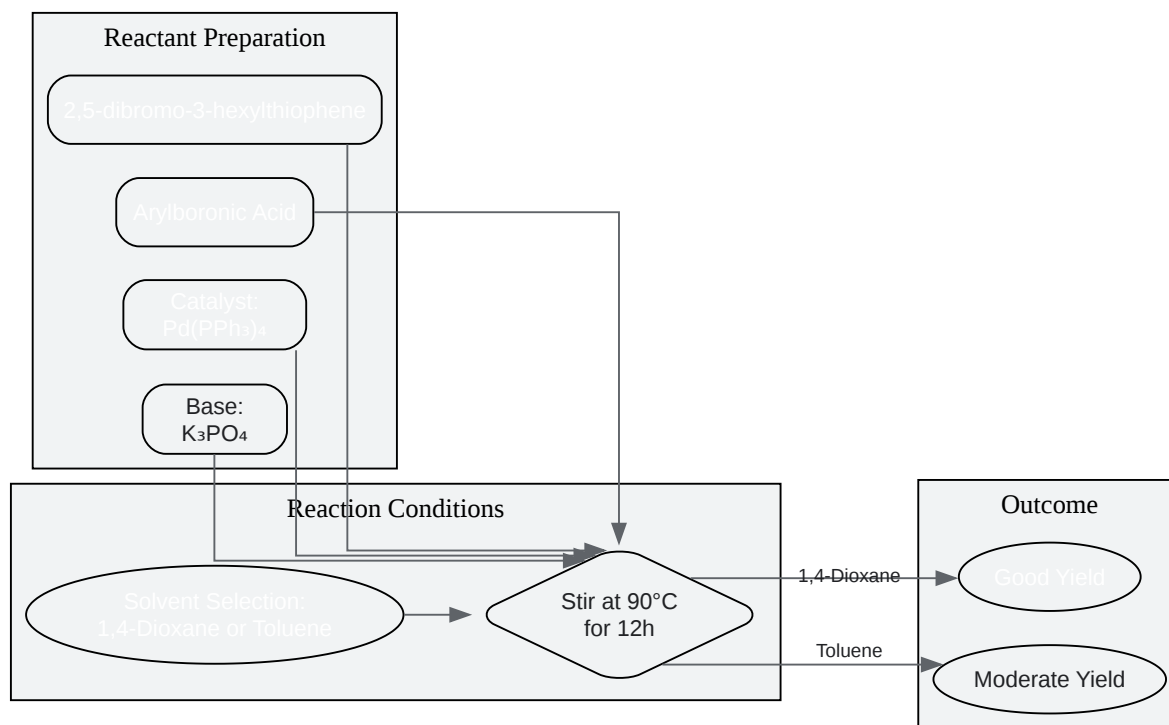 Reactant Preparation
2,5-dibromo-3-hexylthiophene
Arylboronic Acid
Catalyst:
Pd(PPh₃)₄
Base:
K₃PO₄
Reaction Conditions
Solvent Selection:
1,4-Dioxane or Toluene
Stir at 90°C
for 12h
1,4-Dioxane
Toluene
Outcome
Good Yield
Moderate Yield